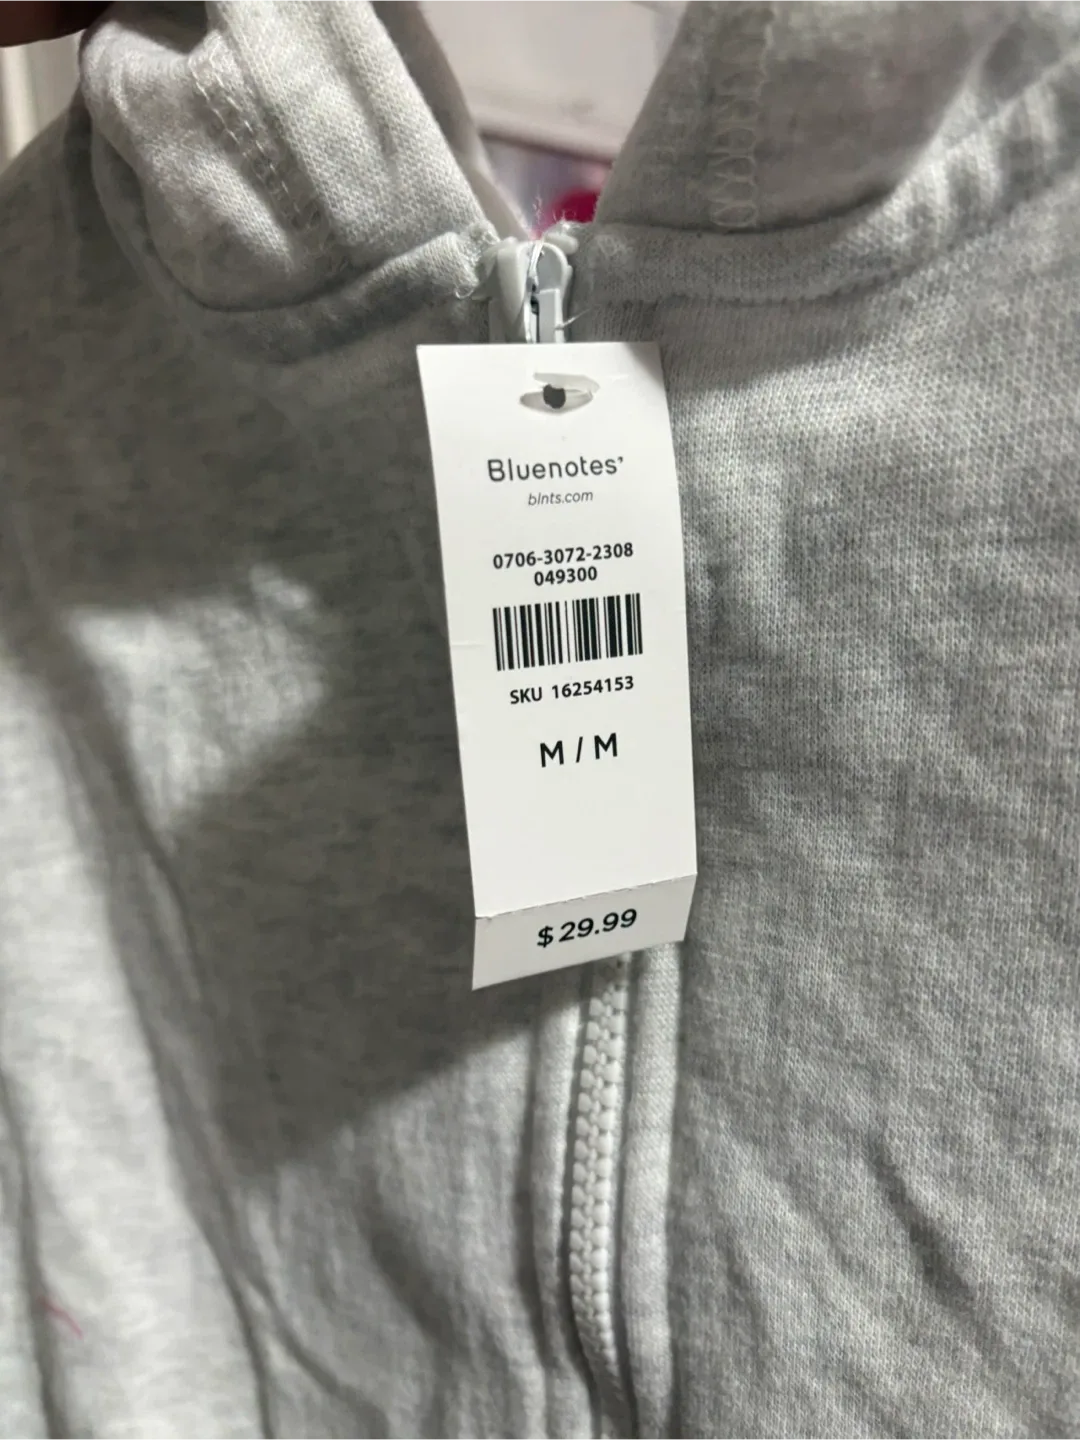 Bluenotes'
blnts.com
0706-3072-2308
049300
SKU 16254153
M / M
$29.99